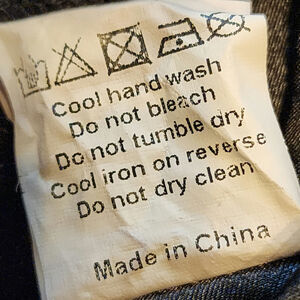 Cool hand wash
Do not bleach
Do not tumble dry
Cool iron on reverse
Do not dry clean
Made in China